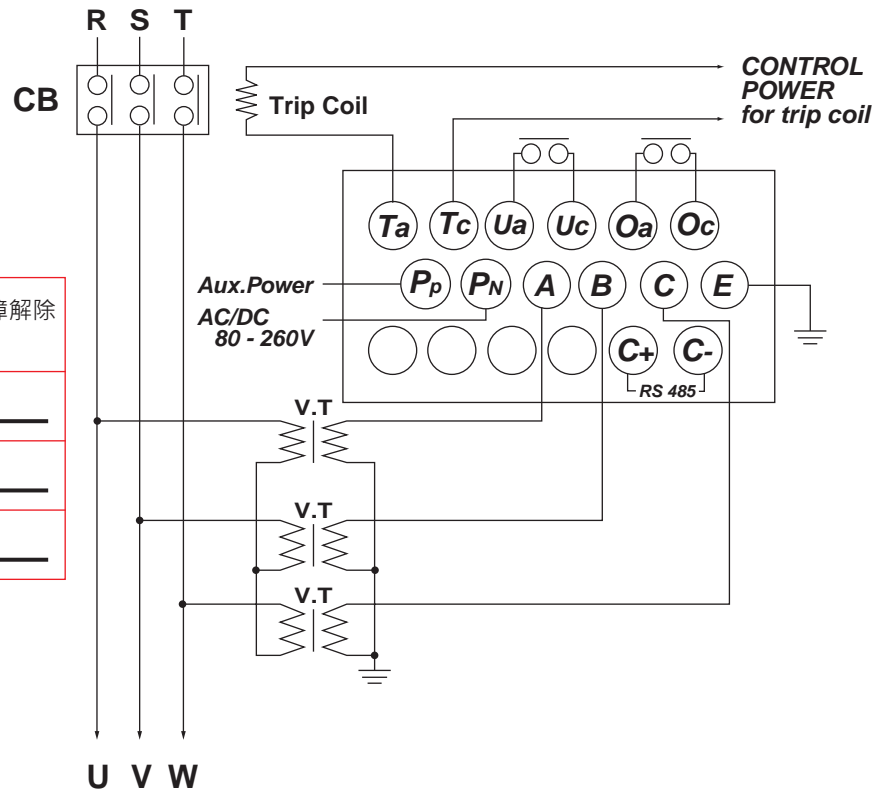 R S T
CB
Trip Coil
CONTROL
POWER
for trip coil
Ta Tc Ua Uc Oa Oc
Aux.Power
AC/DC
80 - 260V
Pp PN A B C E
C+ C-
RS 485
解除
V.T
V.T
V.T
U V W